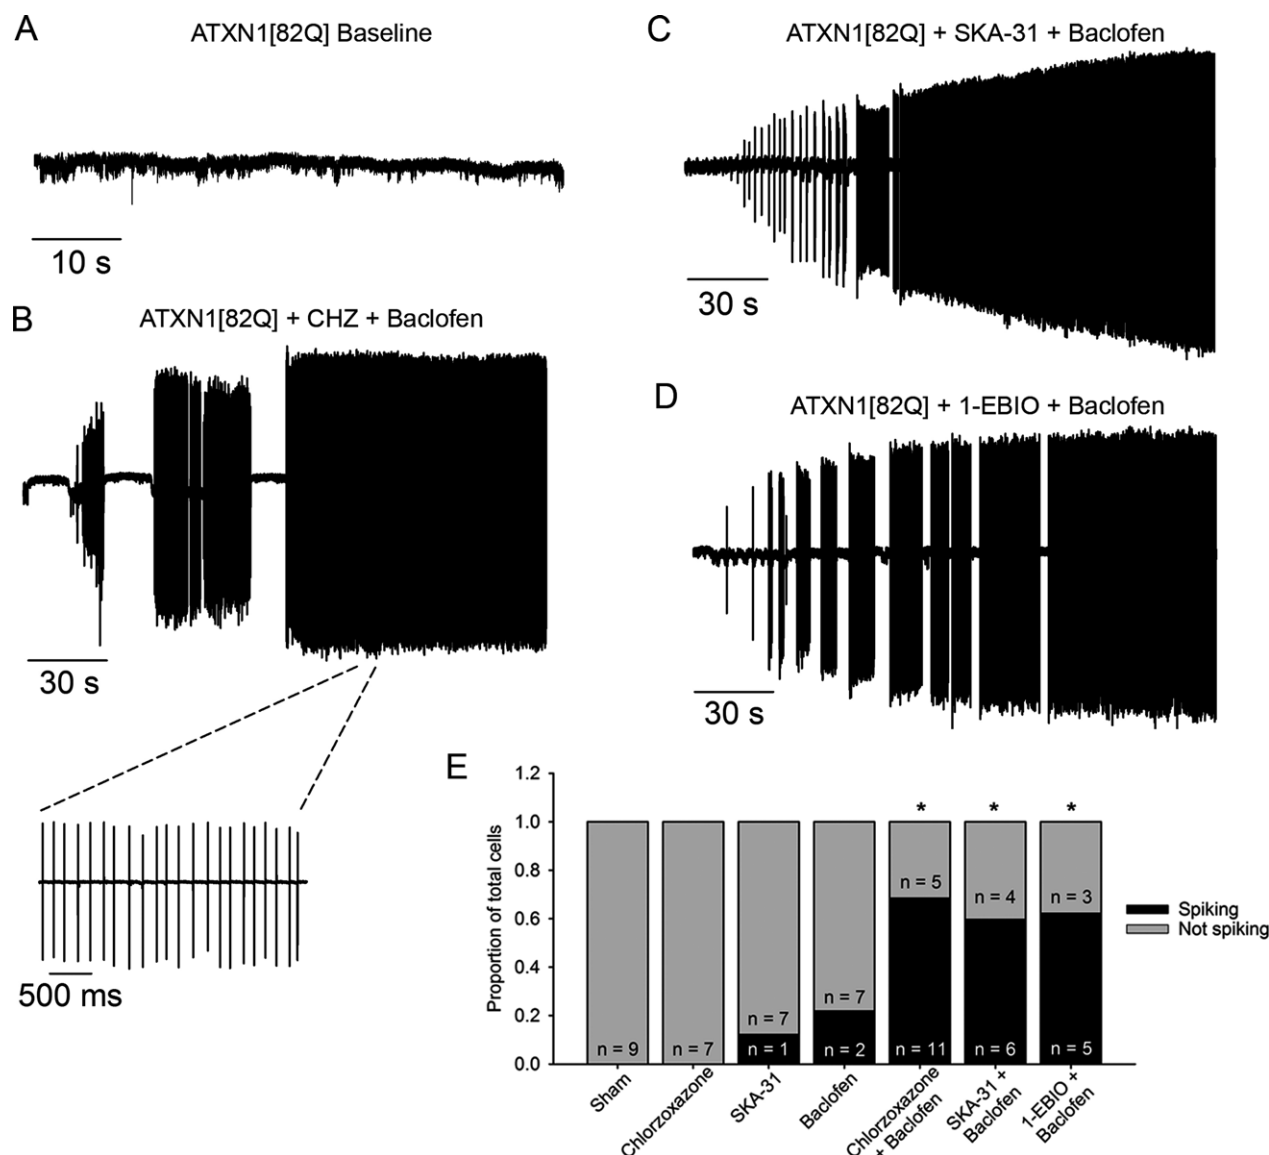 A
ATXN1[82Q] Baseline
10 s
B
ATXN1[82Q] + CHZ + Baclofen
30 s
500 ms
C
ATXN1[82Q] + SKA-31 + Baclofen
30 s
D
ATXN1[82Q] + 1-EBIO + Baclofen
30 s
E
Proportion of total cells
1.2
1.0
0.8
0.6
0.4
0.2
0.0
* * *
n = 5
n = 4
n = 3
n = 7
n = 7
n = 9
n = 7
n = 1
n = 2
n = 11
n = 6
n = 5
Sham
Chlorzoxazone
SKA-31
Baclofen
Chlorzoxazone
+ Baclofen
SKA-31 +
Baclofen
1-EBIO +
Baclofen
Spiking
Not spiking